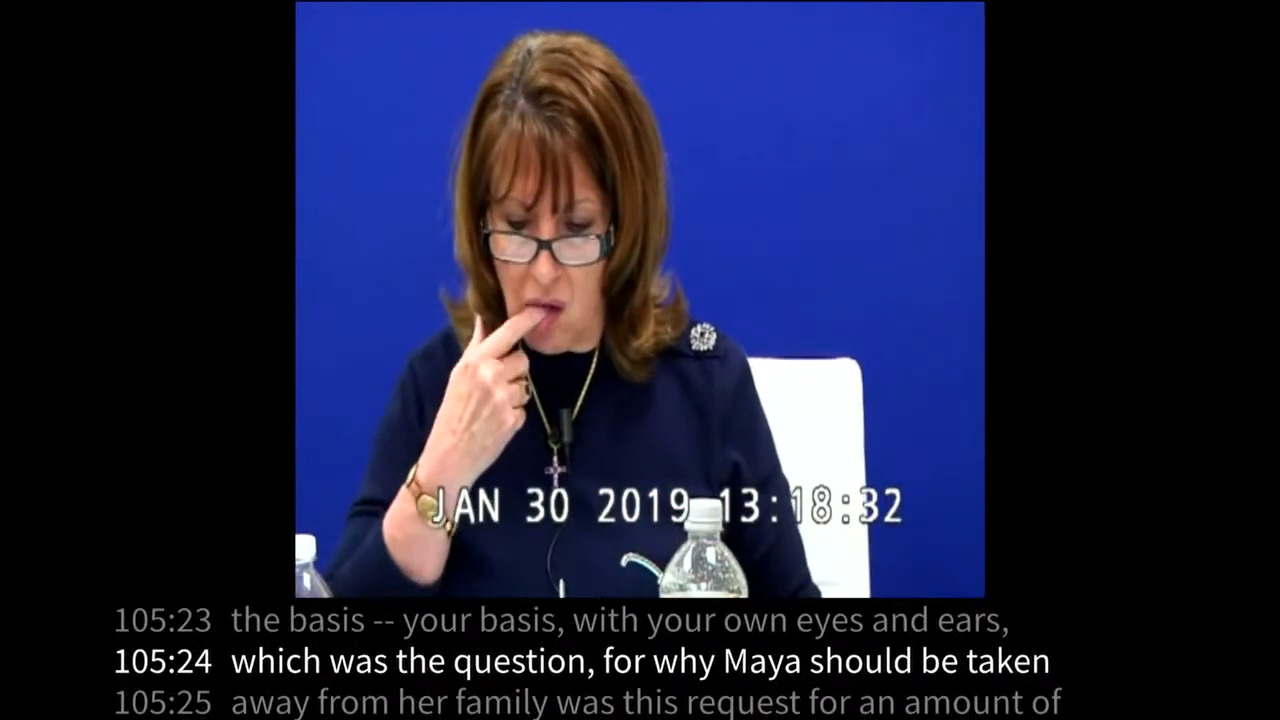 JAN 30 2019 13:18:32
105:23 the basis -- your basis, with your own eyes and ears,
105:24 which was the question, for why Maya should be taken
105:25 away from her family was this request for an amount of